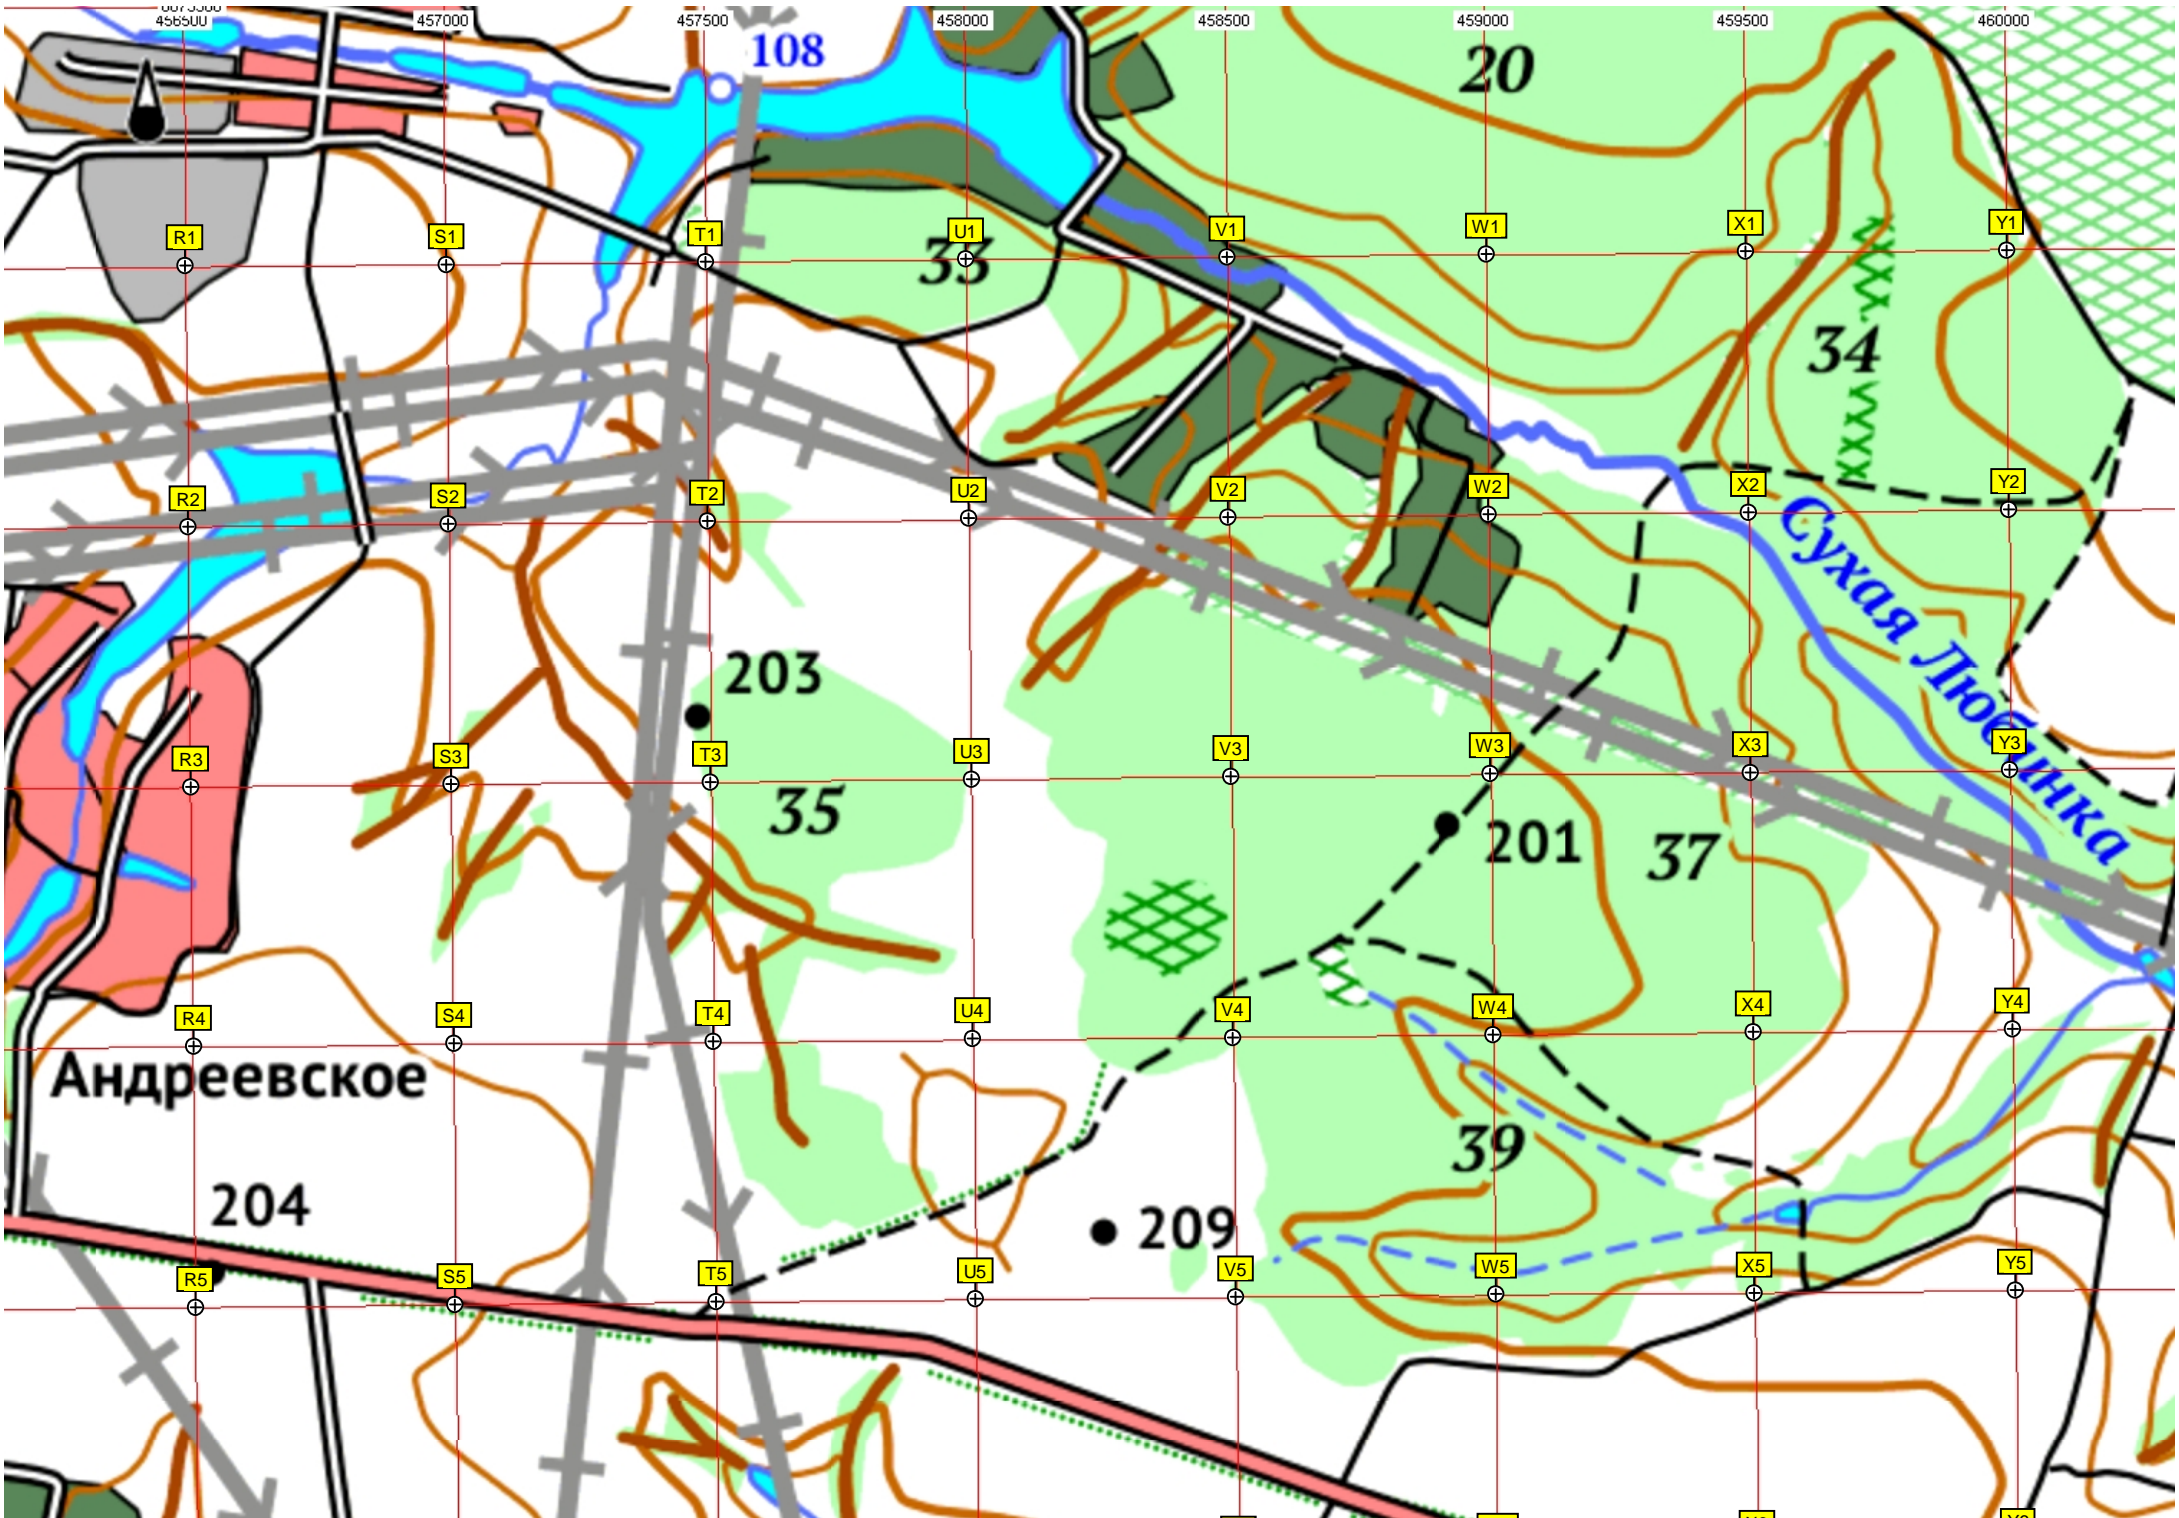 456500 457000 457500 458000 458500 459000 459500 460000
108
20
R1 S1 T1 U1 V1 W1 X1 Y1
33
34
R2 S2 T2 U2 V2 W2 X2 Y2
Сухая Любинка
203
R3 S3 T3 U3 V3 W3 X3 Y3
35
201
37
R4 S4 T4 U4 V4 W4 X4 Y4
Андреевское
39
204
209
R5 S5 T5 U5 V5 W5 X5 Y5